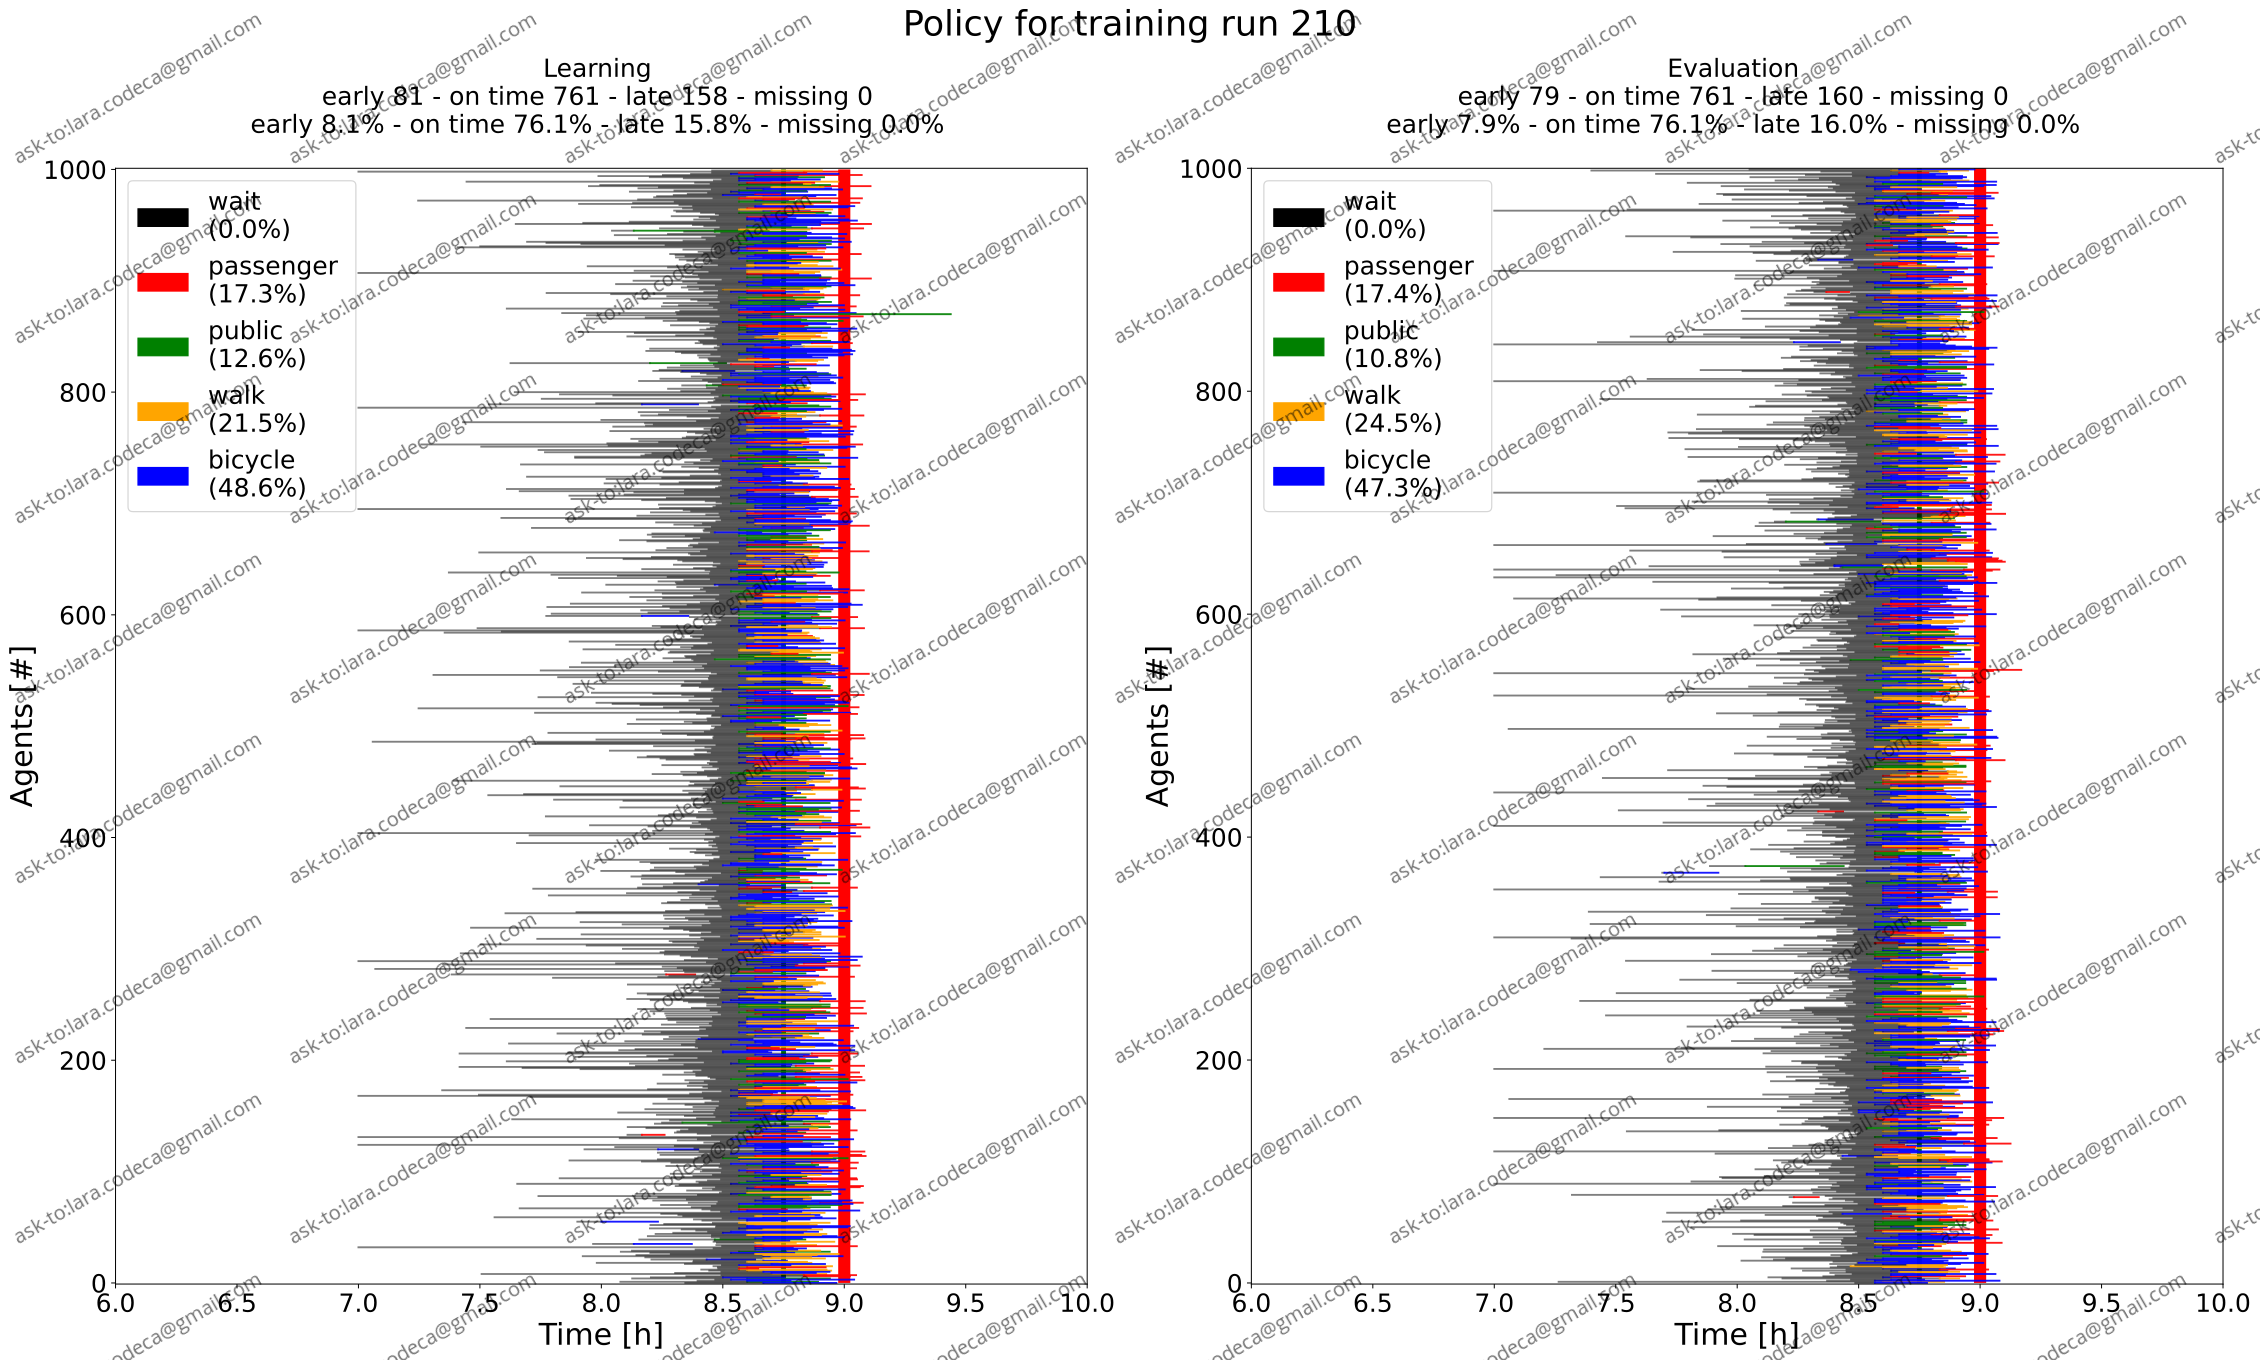 Policy for training run 210
Learning
early 81 - on time 761 - late 158 - missing 0
early 8.1% - on time 76.1% - late 15.8% - missing 0.0%
1000
800
600
400
200
0
Agents [#]
wait
(0.0%)
passenger
(17.3%)
public
(12.6%)
walk
(21.5%)
bicycle
(48.6%)
6.0 6.5 7.0 7.5 8.0 8.5 9.0 9.5 10.0
Time [h]
Evaluation
early 79 - on time 761 - late 160 - missing 0
early 7.9% - on time 76.1% - late 16.0% - missing 0.0%
1000
800
600
400
200
0
Agents [#]
wait
(0.0%)
passenger
(17.4%)
public
(10.8%)
walk
(24.5%)
bicycle
(47.3%)
6.0 6.5 7.0 7.5 8.0 8.5 9.0 9.5 10.0
Time [h]
ask-to:lara.codeca@gmail.com